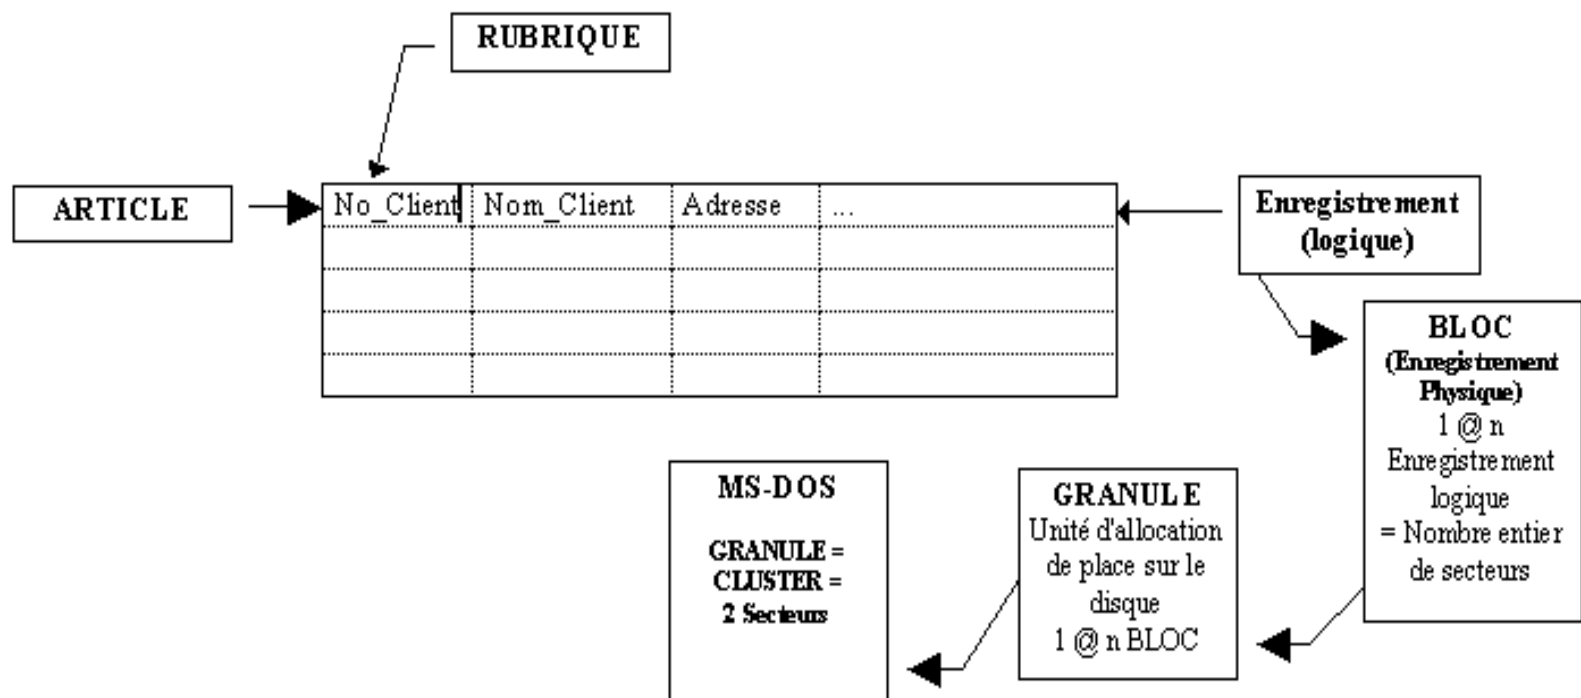 RUBRIQUE
ARTICLE
No_Client Nom_Client Adresse ...
Enregistrement
(logique)
BLOC
(Enregistrement
Physique)
1 @ n
Enregistrement
logique
= Nombre entier
de secteurs
MS-DOS
GRANULE =
CLUSTER =
2 Secteurs
GRANULE
Unité d'allocation
de place sur le
disque
1 @ n BLOC